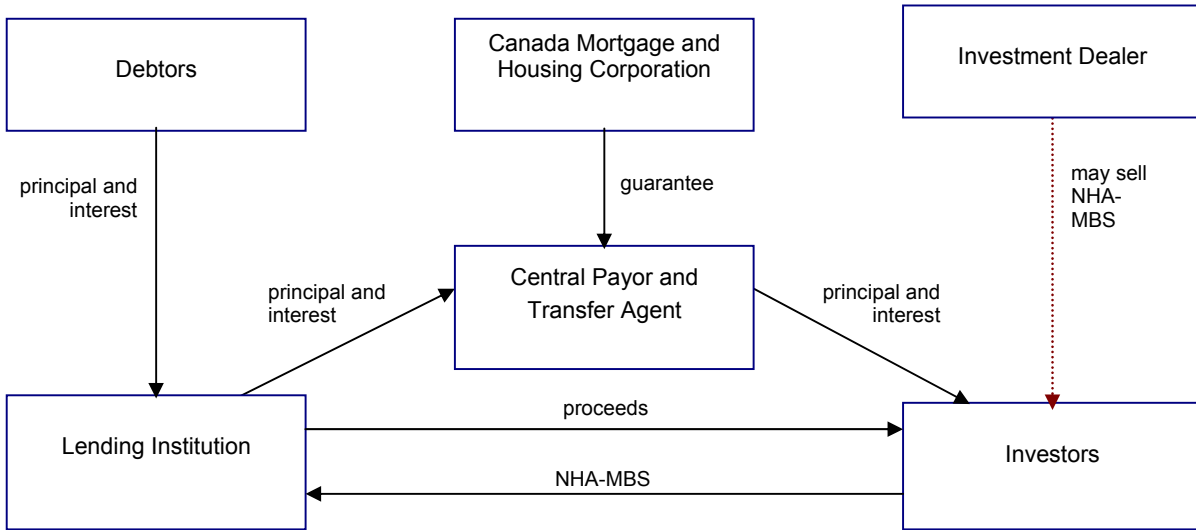 Debtors
Canada Mortgage and
Housing Corporation
Investment Dealer
principal and
interest
guarantee
may sell
NHA-
MBS
Central Payor and
Transfer Agent
principal and
interest
principal and
interest
Lending Institution
proceeds
NHA-MBS
Investors